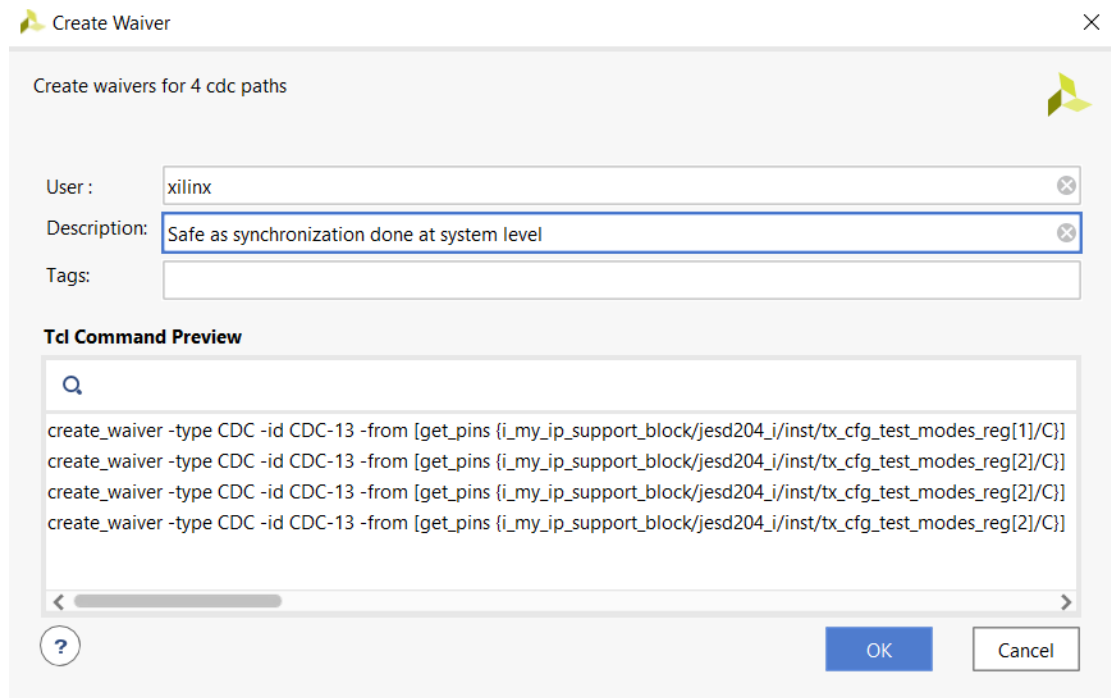 Create Waiver
Create waivers for 4 cdc paths
User : xilinx
Description: Safe as synchronization done at system level
Tags:
Tcl Command Preview
create_waiver -type CDC -id CDC-13 -from [get_pins {i_my_ip_support_block/jesd204_i/inst/tx_cfg_test_modes_reg[1]/C}]
create_waiver -type CDC -id CDC-13 -from [get_pins {i_my_ip_support_block/jesd204_i/inst/tx_cfg_test_modes_reg[2]/C}]
create_waiver -type CDC -id CDC-13 -from [get_pins {i_my_ip_support_block/jesd204_i/inst/tx_cfg_test_modes_reg[2]/C}]
create_waiver -type CDC -id CDC-13 -from [get_pins {i_my_ip_support_block/jesd204_i/inst/tx_cfg_test_modes_reg[2]/C}]
? OK Cancel